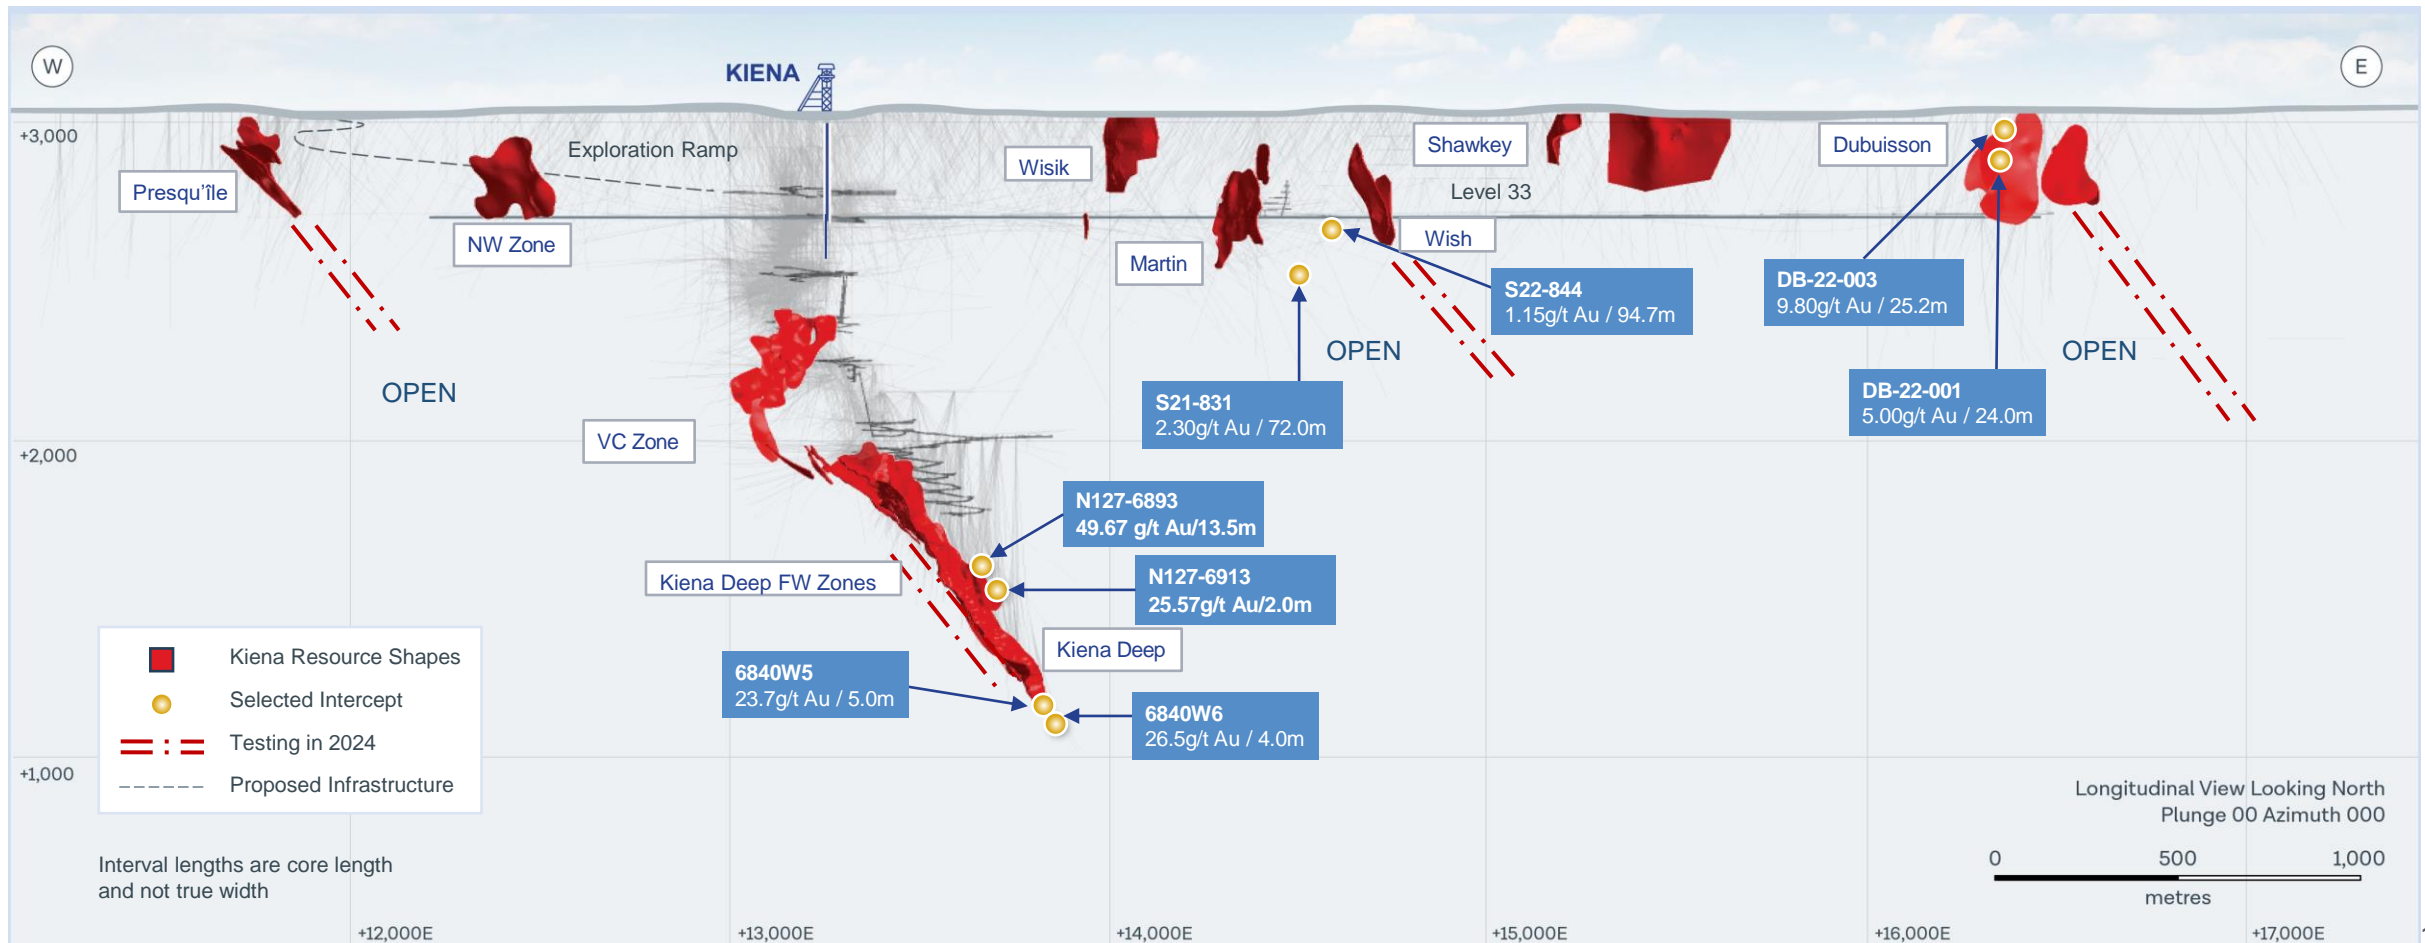 W
KIENA
E
+3,000
Exploration Ramp
Presqu'île
NW Zone
Wisik
Martin
Shawkey
Level 33
Wish
Dubuisson
S22-844
1.15g/t Au / 94.7m
DB-22-003
9.80g/t Au / 25.2m
OPEN
OPEN
OPEN
S21-831
2.30g/t Au / 72.0m
DB-22-001
5.00g/t Au / 24.0m
VC Zone
+2,000
N127-6893
49.67 g/t Au/13.5m
Kiena Deep FW Zones
N127-6913
25.57g/t Au/2.0m
Kiena Deep
6840W5
23.7g/t Au / 5.0m
6840W6
26.5g/t Au / 4.0m
Kiena Resource Shapes
Selected Intercept
Testing in 2024
Proposed Infrastructure
+1,000
Interval lengths are core length
and not true width
Longitudinal View Looking North
Plunge 00 Azimuth 000
0 500 1,000
metres
+12,000E
+13,000E
+14,000E
+15,000E
+16,000E
+17,000E